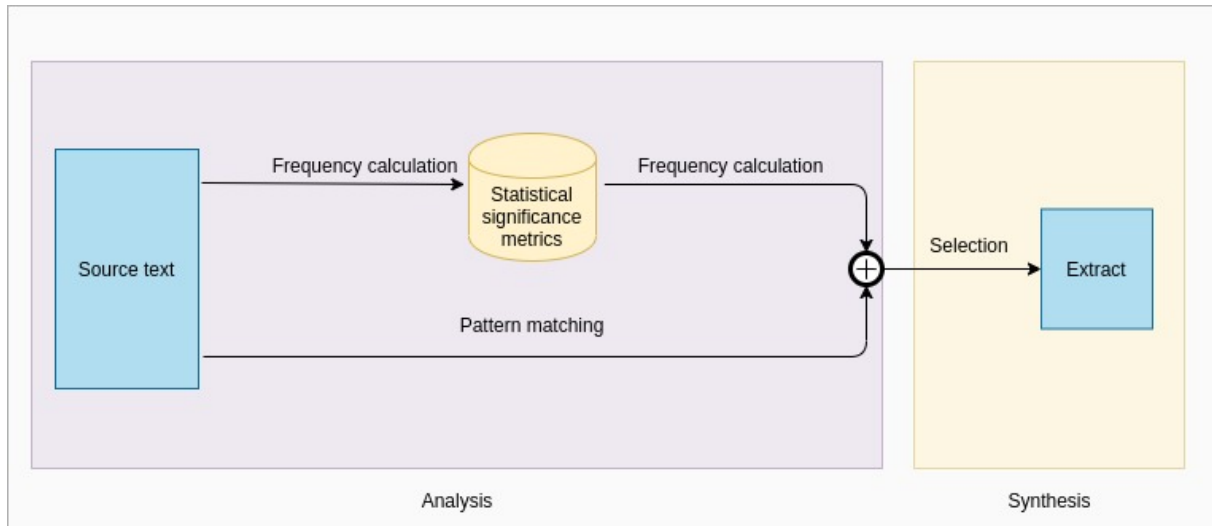 Frequency calculation
Frequency calculation
Statistical
significance
metrics
Source text
Selection
Extract
Pattern matching
Analysis
Synthesis